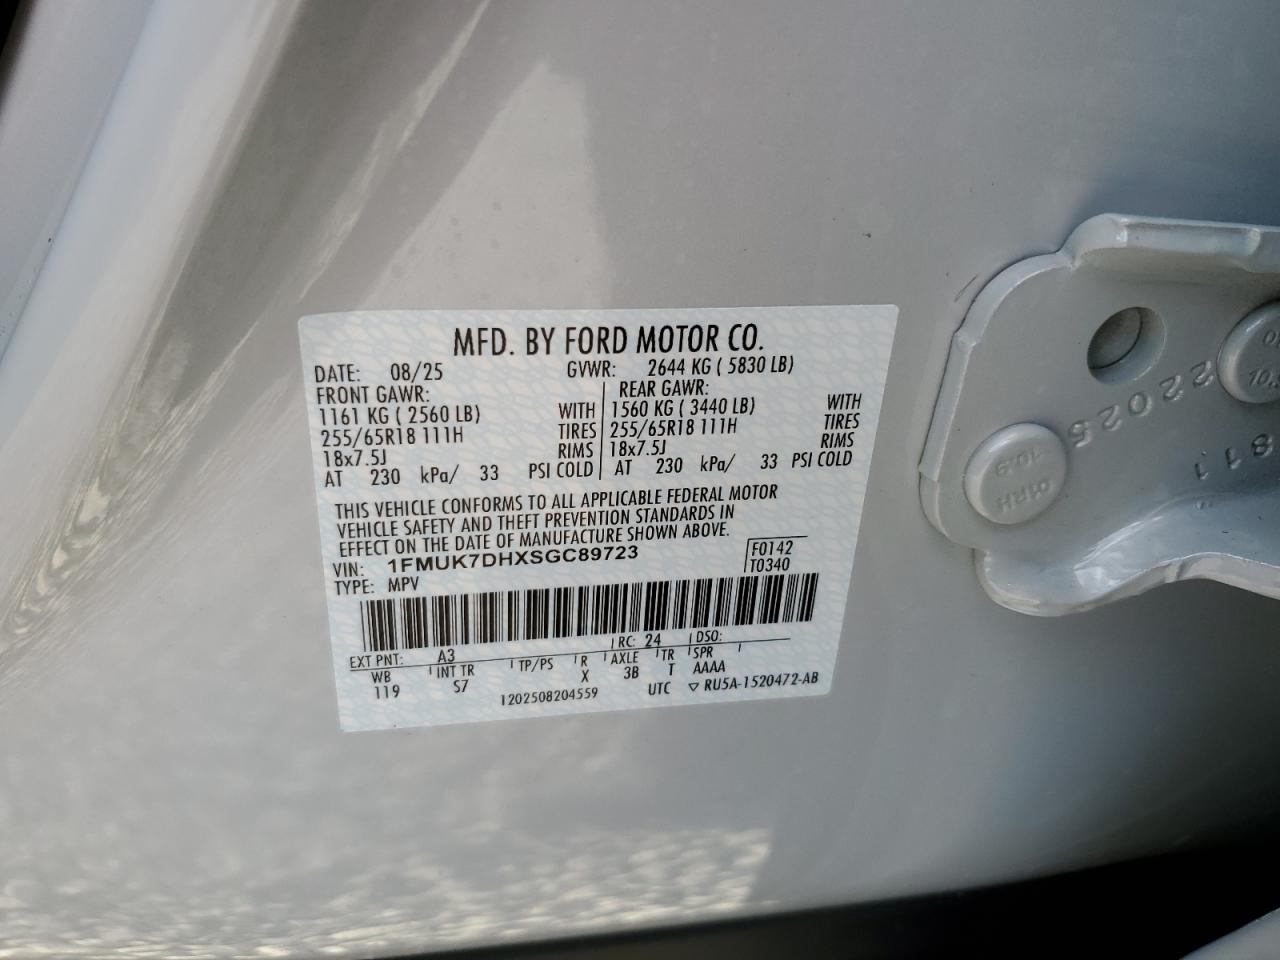 MFD. BY FORD MOTOR CO.
DATE: 08/25 GVWR: 2644 KG ( 5830 LB)
FRONT GAWR: REAR GAWR:
1161 KG ( 2560 LB) WITH 1560 KG ( 3440 LB) WITH
255/65R18 111H TIRES 255/65R18 111H TIRES
18x7.5J RIMS 18x7.5J RIMS
AT 230 kPa/ 33 PSI COLD AT 230 kPa/ 33 PSI COLD
THIS VEHICLE CONFORMS TO ALL APPLICABLE FEDERAL MOTOR
VEHICLE SAFETY AND THEFT PREVENTION STANDARDS IN
EFFECT ON THE DATE OF MANUFACTURE SHOWN ABOVE.
VIN: 1FMUK7DHXSGC89723 F0142
TYPE: MPV T0340
EXT PNT: A3 RC: 24 DSO:
WB INT TR TP/PS R AXLE TR SPR
119 S7 X 3B T AAAA
1202508204559 UTC ▽ RU5A-1520472-AB
22025
811
10.9
01RH